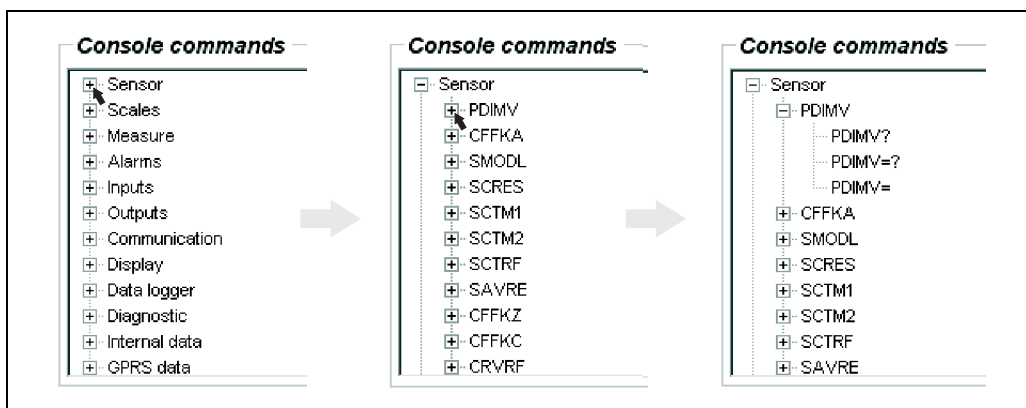 Console commands
Sensor
Scales
Measure
Alarms
Inputs
Outputs
Communication
Display
Data logger
Diagnostic
Internal data
GPRS data
Console commands
Sensor
PDIMV
CFFKA
SMODL
SCRES
SCTM1
SCTM2
SCTRF
SAVRE
CFFKZ
CFFKC
CRVRF
Console commands
Sensor
PDIMV
PDIMV?
PDIMV=?
PDIMV=
CFFKA
SMODL
SCRES
SCTM1
SCTM2
SCTRF
SAVRE